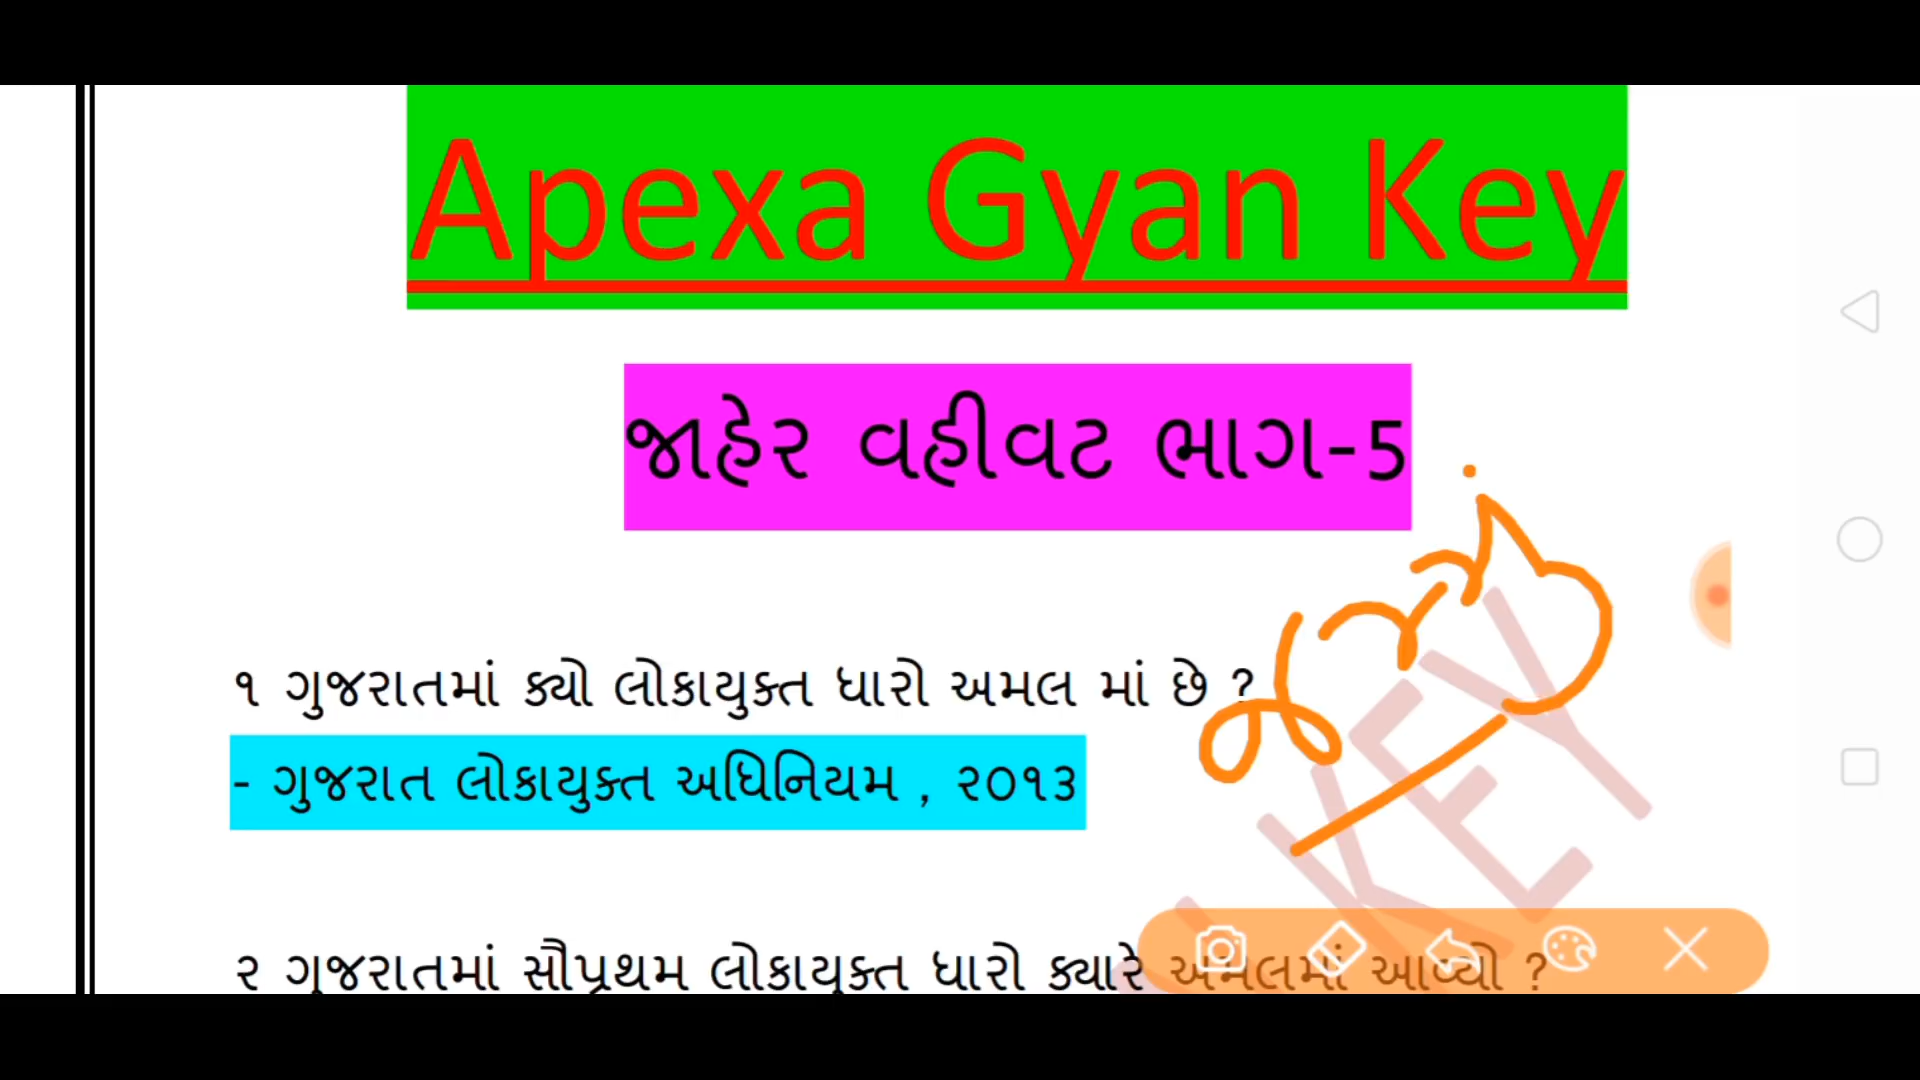 Apexa Gyan Key
જાહેર વહીવટ ભાગ-5
૧ ગુજરાતમાં ક્યો લોકાયુક્ત ધારો અમલ માં છે ?
- ગુજરાત લોકાયુક્ત અધિનિયમ , ૨૦૧૩
૨ ગુજરાતમાં સૌપ્રથમ લોકાયુક્ત ધારો ક્યારે અમલમાં આવ્યો ?
KEY